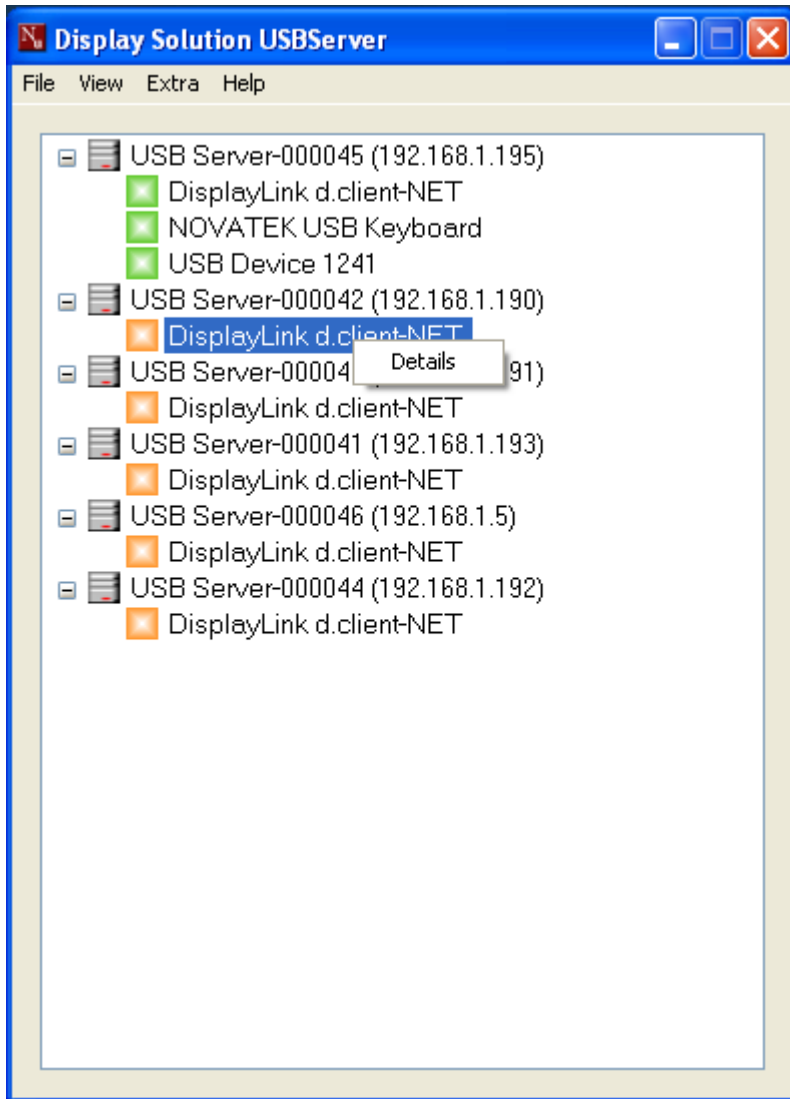 Display Solution USBServer
File View Extra Help
USB Server-000045 (192.168.1.195)
DisplayLink d.client-NET
NOVATEK USB Keyboard
USB Device 1241
USB Server-000042 (192.168.1.190)
DisplayLink d.client-NET
Details
USB Server-00004 91)
DisplayLink d.client-NET
USB Server-000041 (192.168.1.193)
DisplayLink d.client-NET
USB Server-000046 (192.168.1.5)
DisplayLink d.client-NET
USB Server-000044 (192.168.1.192)
DisplayLink d.client-NET